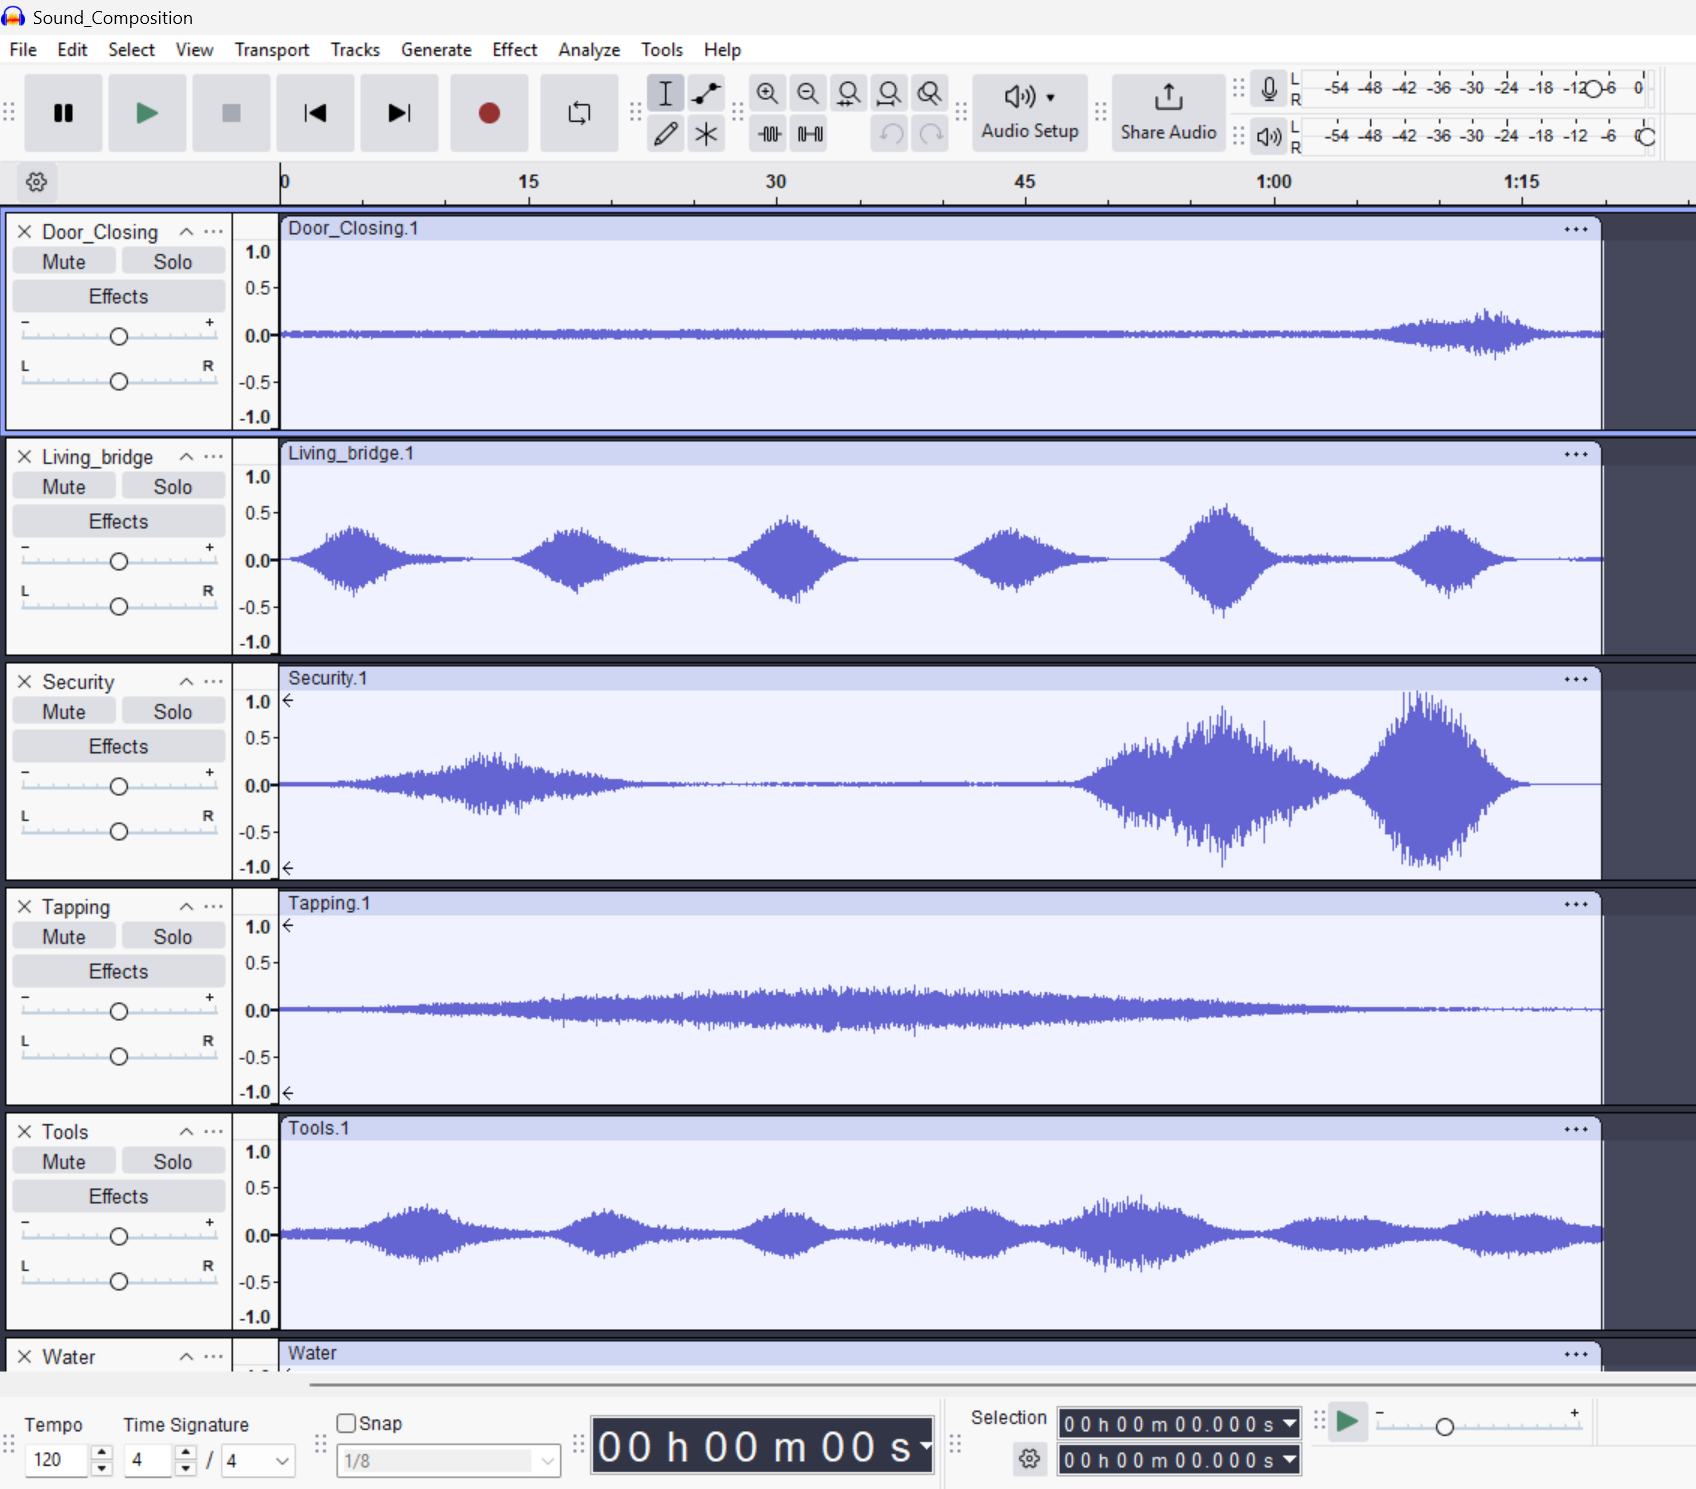 Sound_Composition
File Edit Select View Transport Tracks Generate Effect Analyze Tools Help
Audio Setup
Share Audio
L R -54 -48 -42 -36 -30 -24 -18 -12 -6 0
L R -54 -48 -42 -36 -30 -24 -18 -12 -6 0
0 15 30 45 1:00 1:15
Door_Closing
Mute Solo
Effects
- +
L R
1.0
0.5
0.0
-0.5
-1.0
Door_Closing.1
Living_bridge
Mute Solo
Effects
- +
L R
1.0
0.5
0.0
-0.5
-1.0
Living_bridge.1
Security
Mute Solo
Effects
- +
L R
1.0
0.5
0.0
-0.5
-1.0
Security.1
Tapping
Mute Solo
Effects
- +
L R
1.0
0.5
0.0
-0.5
-1.0
Tapping.1
Tools
Mute Solo
Effects
- +
L R
1.0
0.5
0.0
-0.5
-1.0
Tools.1
Water
Water
Tempo
120
Time Signature
4 / 4
Snap
1/8
00 h 00 m 00 s
Selection
00 h 00 m 00.000 s
00 h 00 m 00.000 s
- +